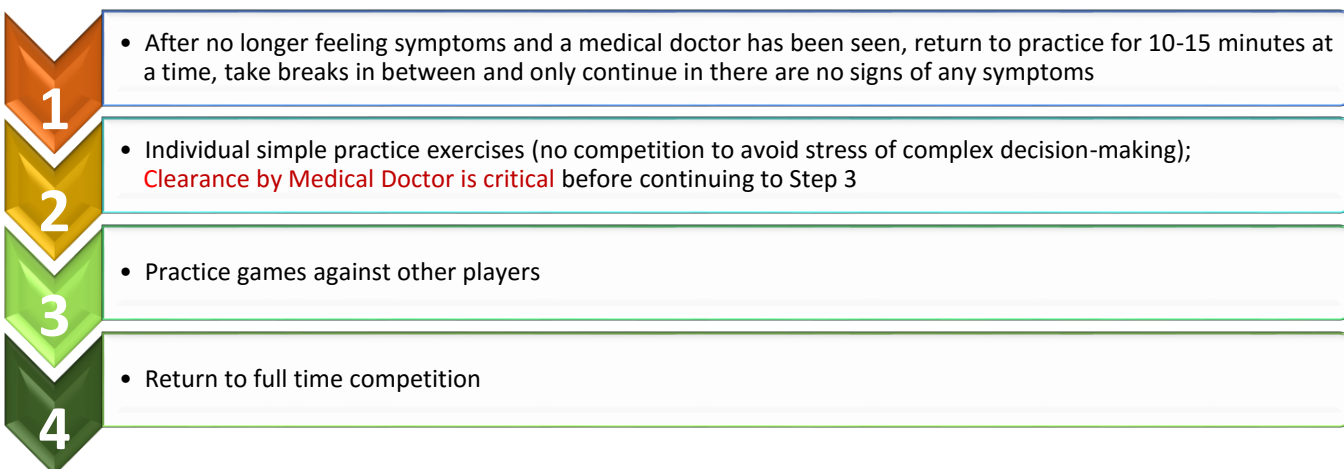 1
• After no longer feeling symptoms and a medical doctor has been seen, return to practice for 10-15 minutes at
a time, take breaks in between and only continue in there are no signs of any symptoms
2
• Individual simple practice exercises (no competition to avoid stress of complex decision-making);
Clearance by Medical Doctor is critical before continuing to Step 3
3
• Practice games against other players
4
• Return to full time competition